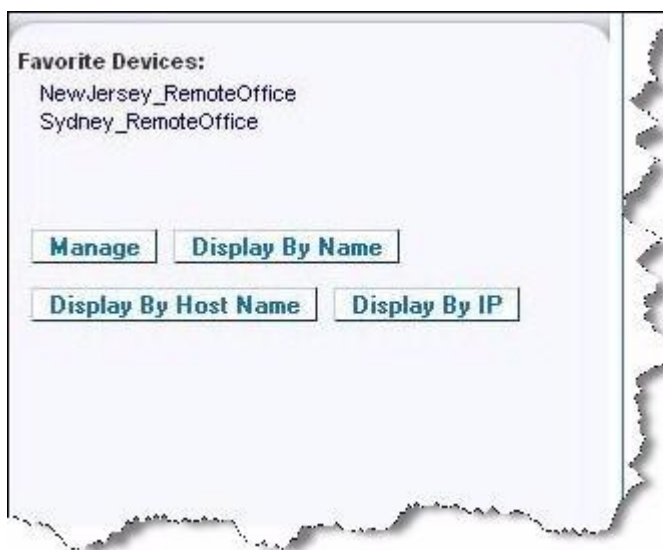 Favorite Devices:
NewJersey_RemoteOffice
Sydney_RemoteOffice
Manage Display By Name
Display By Host Name Display By IP